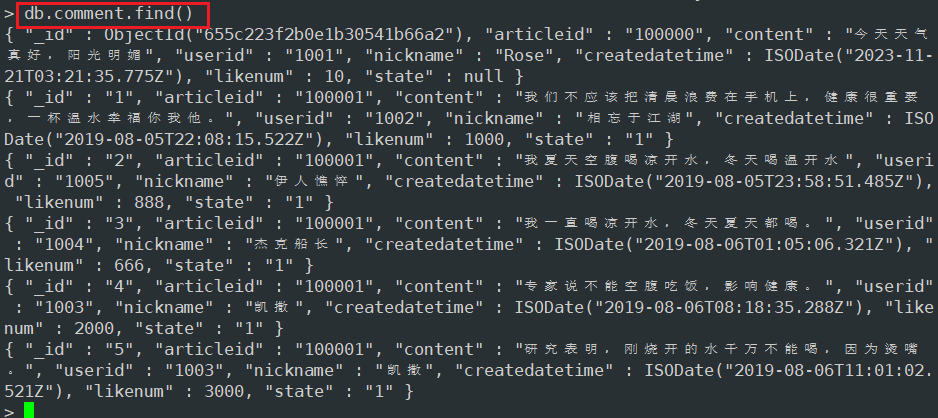 > db.comment.find()
{ "_id" : ObjectId("655c223f2b0e1b30541b66a2"), "articleid" : "100000", "content" : "今天天气
真好，阳光明媚", "userid" : "1001", "nickname" : "Rose", "createdatetime" : ISODate("2023-11-
21T03:21:35.775Z"), "likenum" : 10, "state" : null }
{ "_id" : "1", "articleid" : "100001", "content" : "我们不应该把清晨浪费在手机上，健康很重要
，一杯温水幸福你我他。", "userid" : "1002", "nickname" : "相忘于江湖", "createdatetime" : ISO
Date("2019-08-05T22:08:15.522Z"), "likenum" : 1000, "state" : "1" }
{ "_id" : "2", "articleid" : "100001", "content" : "我夏天空腹喝凉开水，冬天喝温开水", "useri
d" : "1005", "nickname" : "伊人憔悴", "createdatetime" : ISODate("2019-08-05T23:58:51.485Z"),
 "likenum" : 888, "state" : "1" }
{ "_id" : "3", "articleid" : "100001", "content" : "我一直喝凉开水，冬天夏天都喝。", "userid"
 : "1004", "nickname" : "杰克船长", "createdatetime" : ISODate("2019-08-06T01:05:06.321Z"), "
likenum" : 666, "state" : "1" }
{ "_id" : "4", "articleid" : "100001", "content" : "专家说不能空腹吃饭，影响健康。", "userid"
 : "1003", "nickname" : "凯撒", "createdatetime" : ISODate("2019-08-06T08:18:35.288Z"), "like
num" : 2000, "state" : "1" }
{ "_id" : "5", "articleid" : "100001", "content" : "研究表明，刚烧开的水千万不能喝，因为烫嘴
。", "userid" : "1003", "nickname" : "凯撒", "createdatetime" : ISODate("2019-08-06T11:01:02.
521Z"), "likenum" : 3000, "state" : "1" }
>